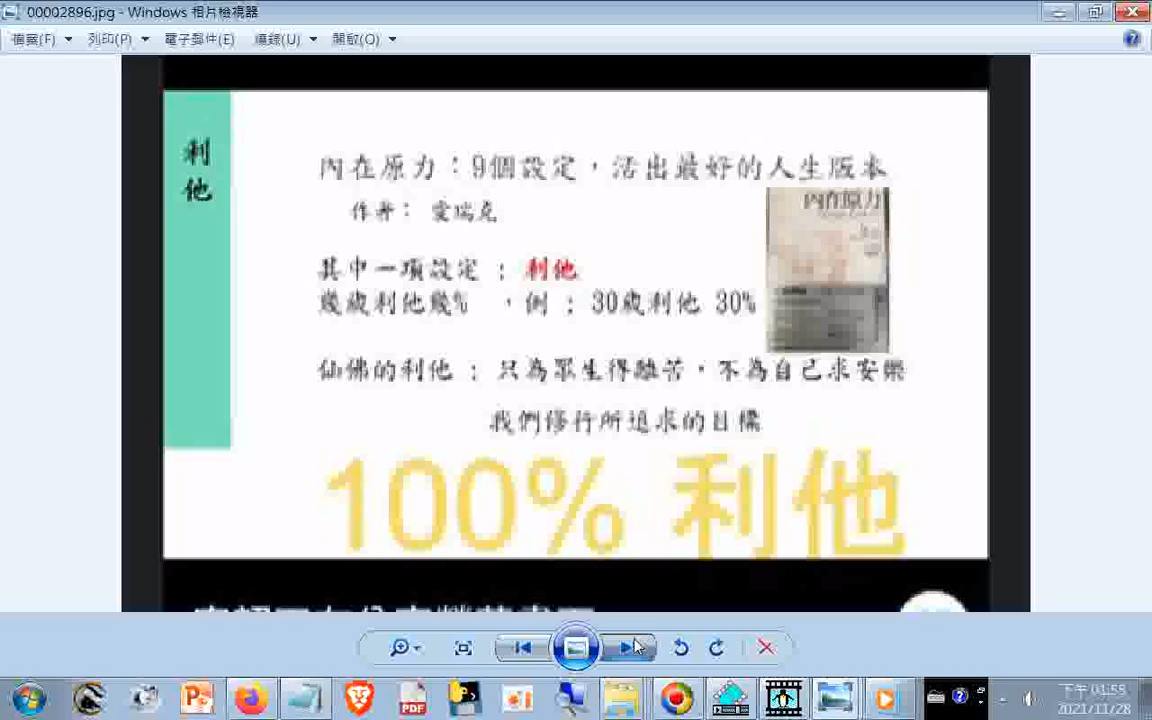 00002896.jpg - Windows 相片檢視器
檔案(F) 列印(P) 電子郵件(E) 燒錄(U) 開啟(O)
利他
內在原力：9個設定，活出最好的人生版本
作者： 愛瑞克
內在原力
其中一項設定 ： 利他
幾歲利他幾% ，例 ： 30歲利他 30%
仙佛的利他 ： 只為眾生得離苦，不為自己求安樂
我們修行所追求的目標
100% 利他
PDF
下午 01:55
2021/11/28